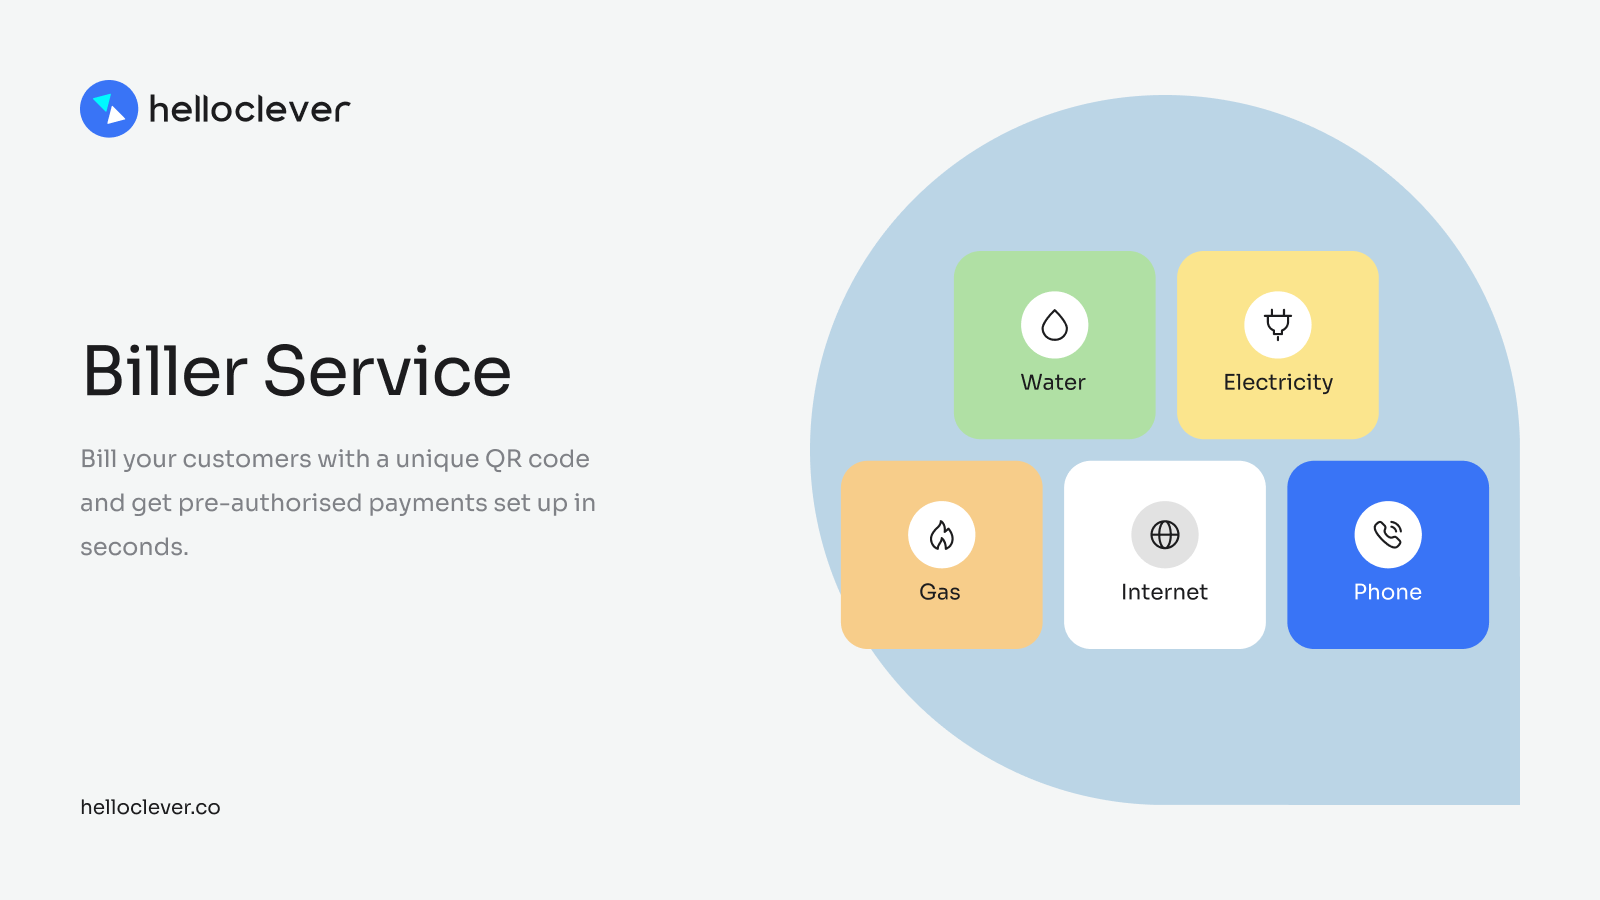 helloclever
Biller Service
Bill your customers with a unique QR code
and get pre-authorised payments set up in
seconds.
Water
Electricity
Gas
Internet
Phone
helloclever.co